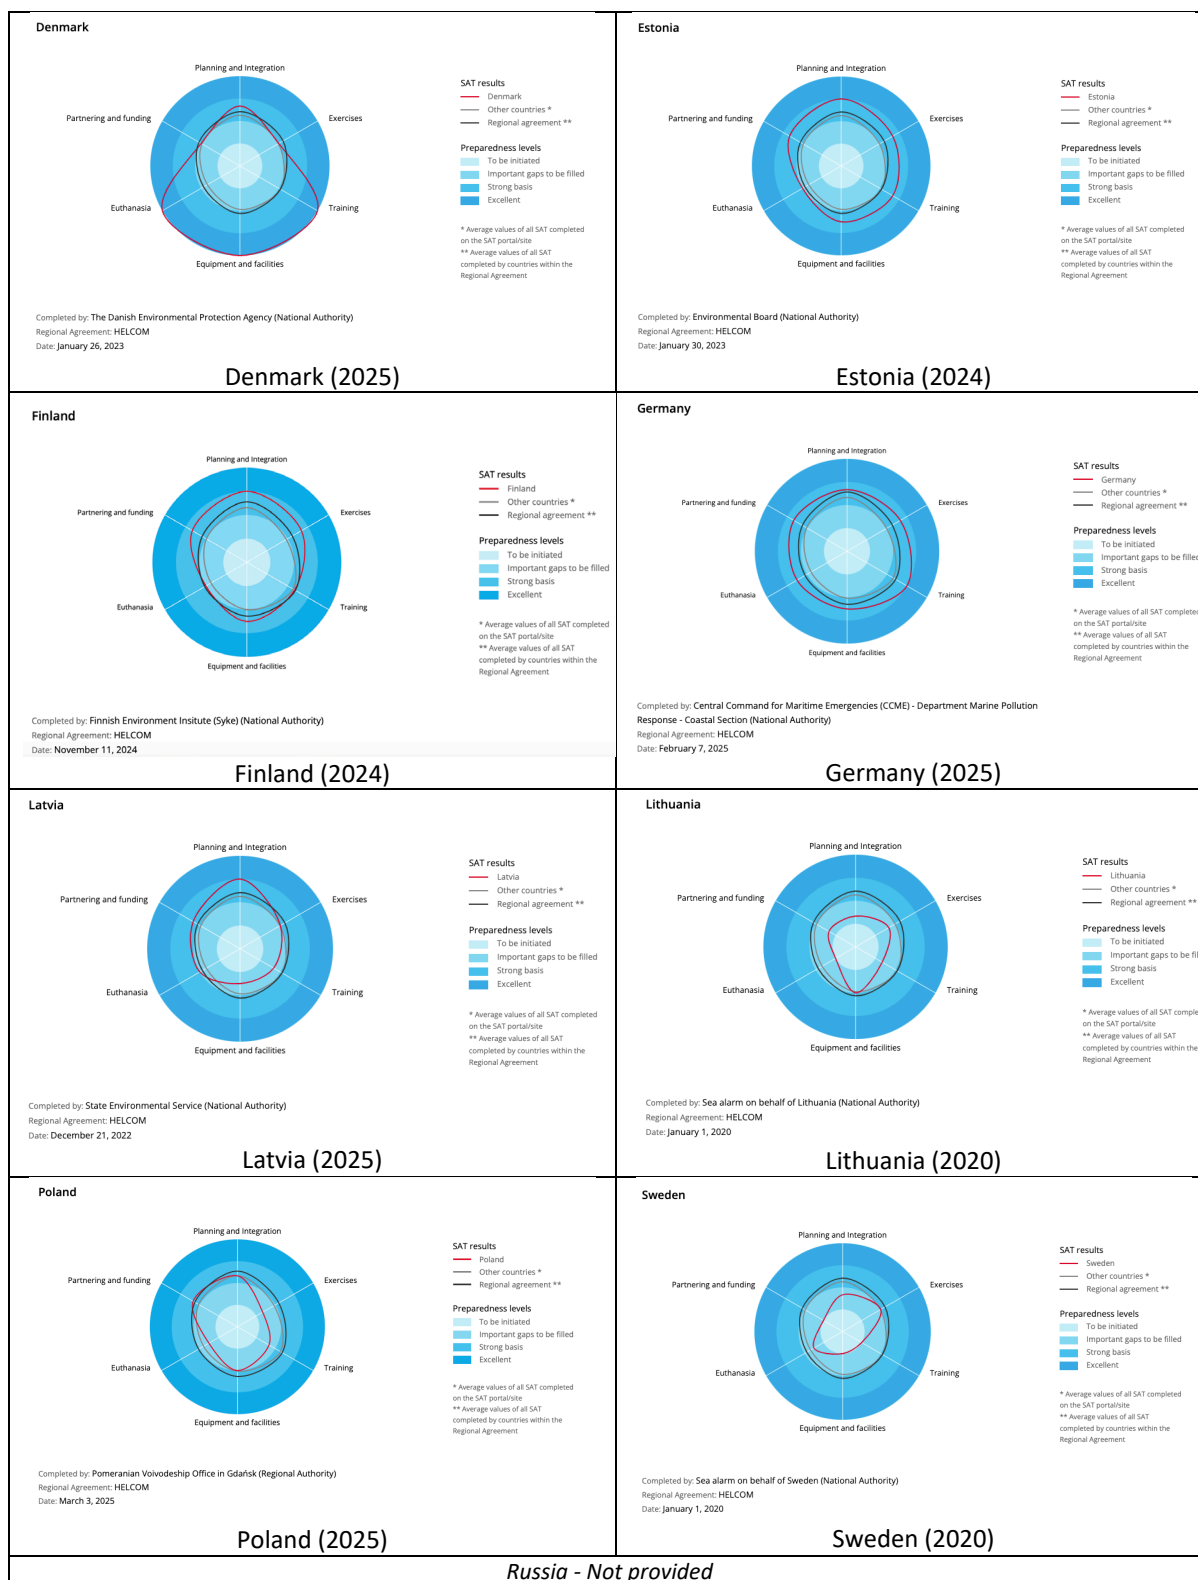 Denmark
Planning and Integration
Partnering and funding
Exercises
Euthanasia
Training
Equipment and facilities
SAT results
Denmark
Other countries *
Regional agreement **
Preparedness levels
To be initiated
Important gaps to be filled
Strong basis
Excellent
* Average values of all SAT completed
on the SAT portal/site
** Average values of all SAT
completed by countries within the
Regional Agreement
Completed by: The Danish Environmental Protection Agency (National Authority)
Regional Agreement: HELCOM
Date: January 26, 2023
Denmark (2025)
Estonia
Planning and Integration
Partnering and funding
Exercises
Euthanasia
Training
Equipment and facilities
SAT results
Estonia
Other countries *
Regional agreement **
Preparedness levels
To be initiated
Important gaps to be filled
Strong basis
Excellent
* Average values of all SAT completed
on the SAT portal/site
** Average values of all SAT
completed by countries within the
Regional Agreement
Completed by: Environmental Board (National Authority)
Regional Agreement: HELCOM
Date: January 30, 2023
Estonia (2024)
Finland
Planning and Integration
Partnering and funding
Exercises
Euthanasia
Training
Equipment and facilities
SAT results
Finland
Other countries *
Regional agreement **
Preparedness levels
To be initiated
Important gaps to be filled
Strong basis
Excellent
* Average values of all SAT completed
on the SAT portal/site
** Average values of all SAT
completed by countries within the
Regional Agreement
Completed by: Finnish Environment Insitute (Syke) (National Authority)
Regional Agreement: HELCOM
Date: November 11, 2024
Finland (2024)
Germany
Planning and Integration
Partnering and funding
Exercises
Euthanasia
Training
Equipment and facilities
SAT results
Germany
Other countries *
Regional agreement **
Preparedness levels
To be initiated
Important gaps to be filled
Strong basis
Excellent
* Average values of all SAT completed
on the SAT portal/site
** Average values of all SAT
completed by countries within the
Regional Agreement
Completed by: Central Command for Maritime Emergencies (CCME) - Department Marine Pollution
Response - Coastal Section (National Authority)
Regional Agreement: HELCOM
Date: February 7, 2025
Germany (2025)
Latvia
Planning and Integration
Partnering and funding
Exercises
Euthanasia
Training
Equipment and facilities
SAT results
Latvia
Other countries *
Regional agreement **
Preparedness levels
To be initiated
Important gaps to be filled
Strong basis
Excellent
* Average values of all SAT completed
on the SAT portal/site
** Average values of all SAT
completed by countries within the
Regional Agreement
Completed by: State Environmental Service (National Authority)
Regional Agreement: HELCOM
Date: December 21, 2022
Latvia (2025)
Lithuania
Planning and Integration
Partnering and funding
Exercises
Euthanasia
Training
Equipment and facilities
SAT results
Lithuania
Other countries *
Regional agreement **
Preparedness levels
To be initiated
Important gaps to be fil
Strong basis
Excellent
* Average values of all SAT comple
on the SAT portal/site
** Average values of all SAT
completed by countries within the
Regional Agreement
Completed by: Sea alarm on behalf of Lithuania (National Authority)
Regional Agreement: HELCOM
Date: January 1, 2020
Lithuania (2020)
Poland
Planning and Integration
Partnering and funding
Exercises
Euthanasia
Training
Equipment and facilities
SAT results
Poland
Other countries *
Regional agreement **
Preparedness levels
To be initiated
Important gaps to be filled
Strong basis
Excellent
* Average values of all SAT completed
on the SAT portal/site
** Average values of all SAT
completed by countries within the
Regional Agreement
Completed by: Pomeranian Voivodeship Office in Gdańsk (Regional Authority)
Regional Agreement: HELCOM
Date: March 3, 2025
Poland (2025)
Sweden
Planning and Integration
Partnering and funding
Exercises
Euthanasia
Training
Equipment and facilities
SAT results
Sweden
Other countries *
Regional agreement **
Preparedness levels
To be initiated
Important gaps to be filled
Strong basis
Excellent
* Average values of all SAT completed
on the SAT portal/site
** Average values of all SAT
completed by countries within the
Regional Agreement
Completed by: Sea alarm on behalf of Sweden (National Authority)
Regional Agreement: HELCOM
Date: January 1, 2020
Sweden (2020)
Russia - Not provided